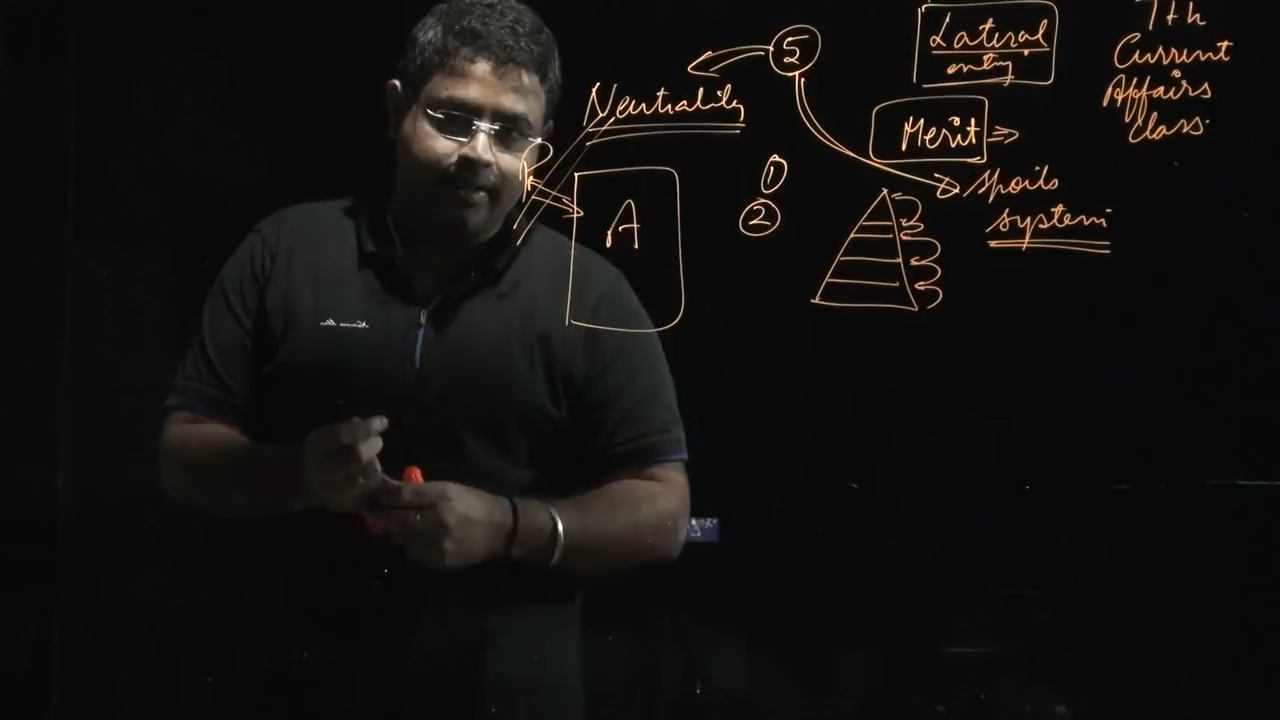 7th
Current
Affairs
Class
Lateral
entry
5
Neutrality
Merit
P
A
1
2
Spoils
system